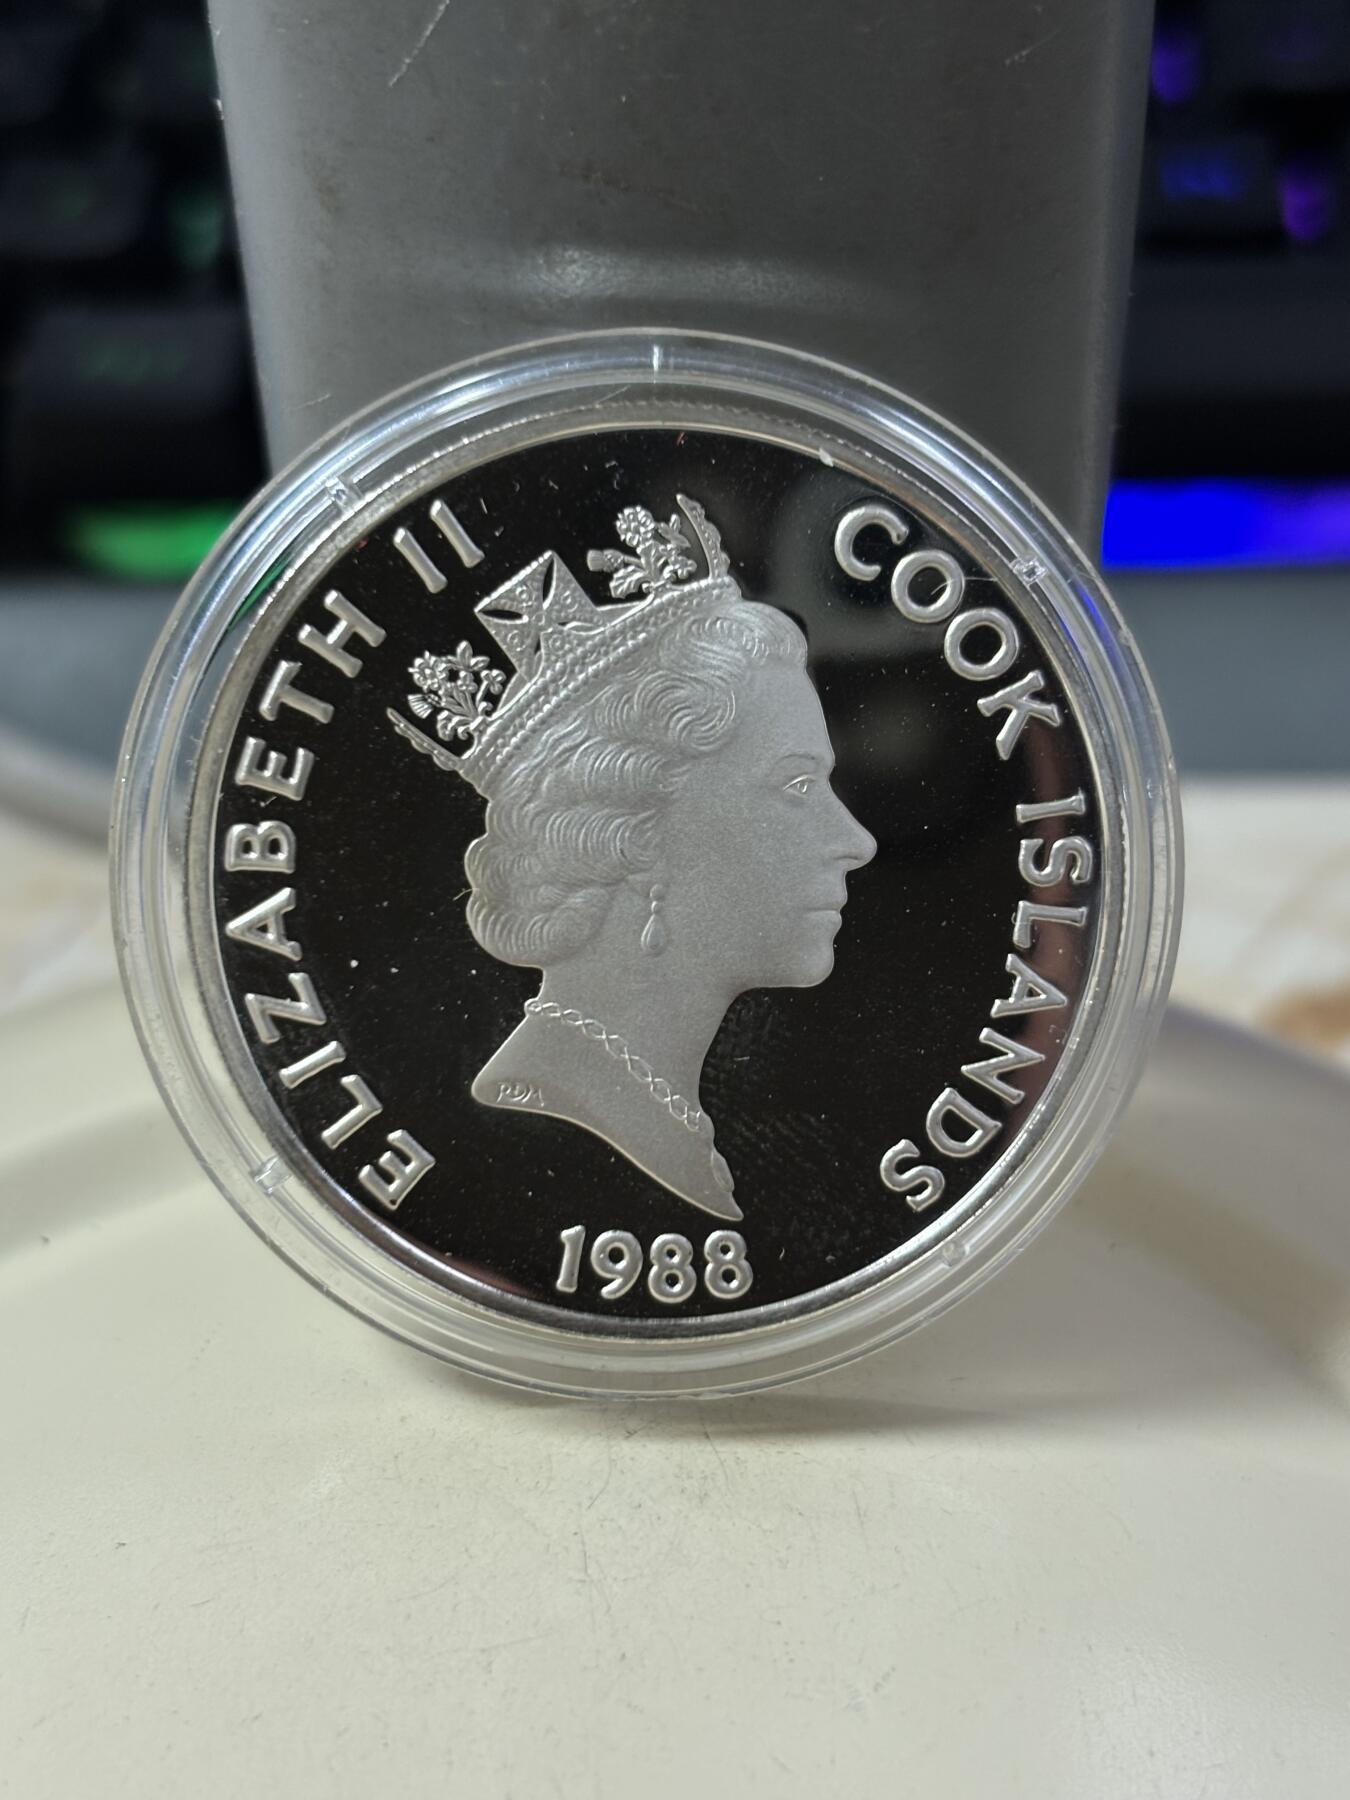 ELIZABETH II
COOK ISLANDS
RDM
1988